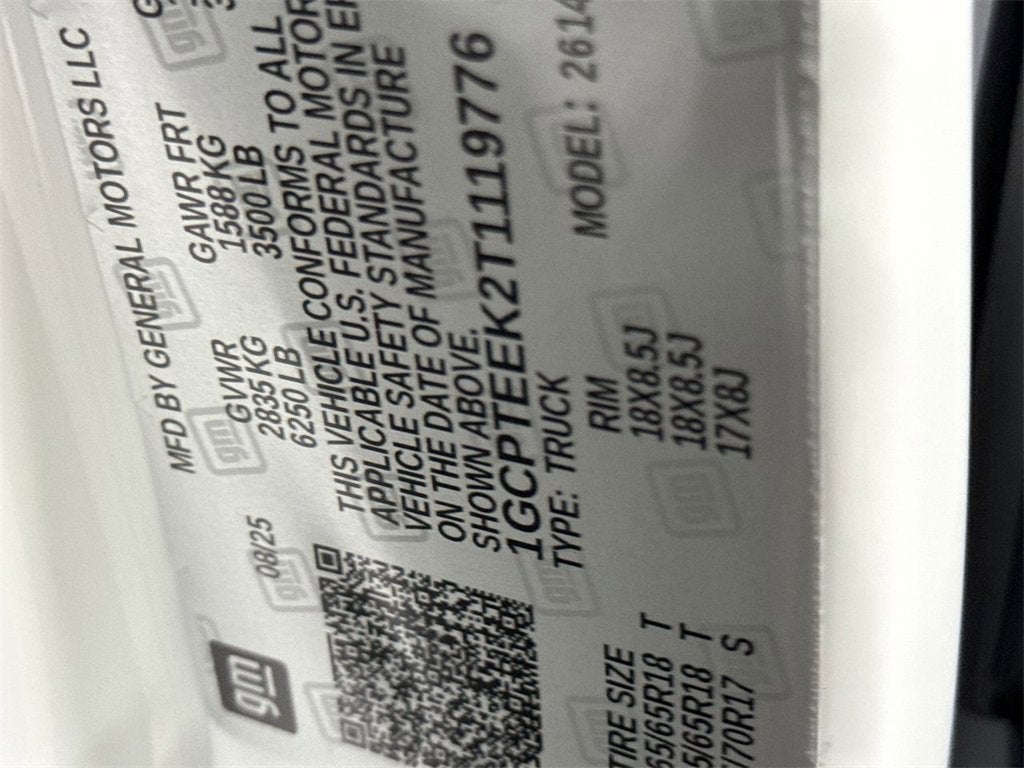 gm
MFD BY GENERAL MOTORS LLC
08/25
GVWR GAWR FRT
2835 KG 1588 KG
6250 LB 3500 LB
THIS VEHICLE CONFORMS TO ALL
APPLICABLE U.S. FEDERAL MOTOR
VEHICLE SAFETY STANDARDS IN
ON THE DATE OF MANUFACTURE
SHOWN ABOVE.
1GCPTEEK2T1119776
TYPE: TRUCK MODEL: 2614
TIRE SIZE RIM
65/65R18 T 18X8.5J
5/65R18 T 18X8.5J
/70R17 S 17X8J